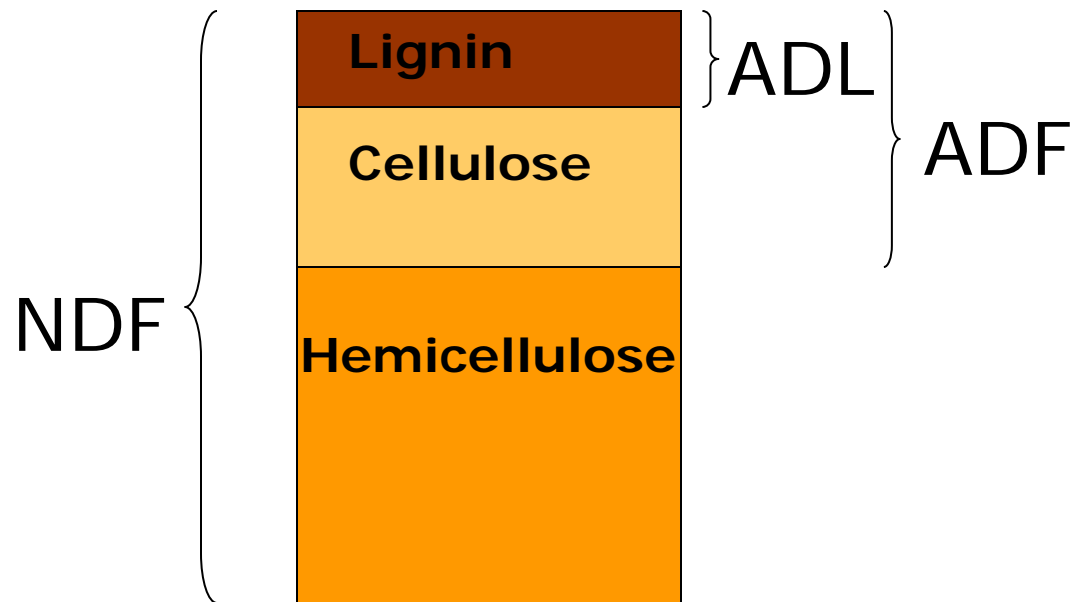 Lignin
ADL
ADF
Cellulose
NDF
Hemicellulose